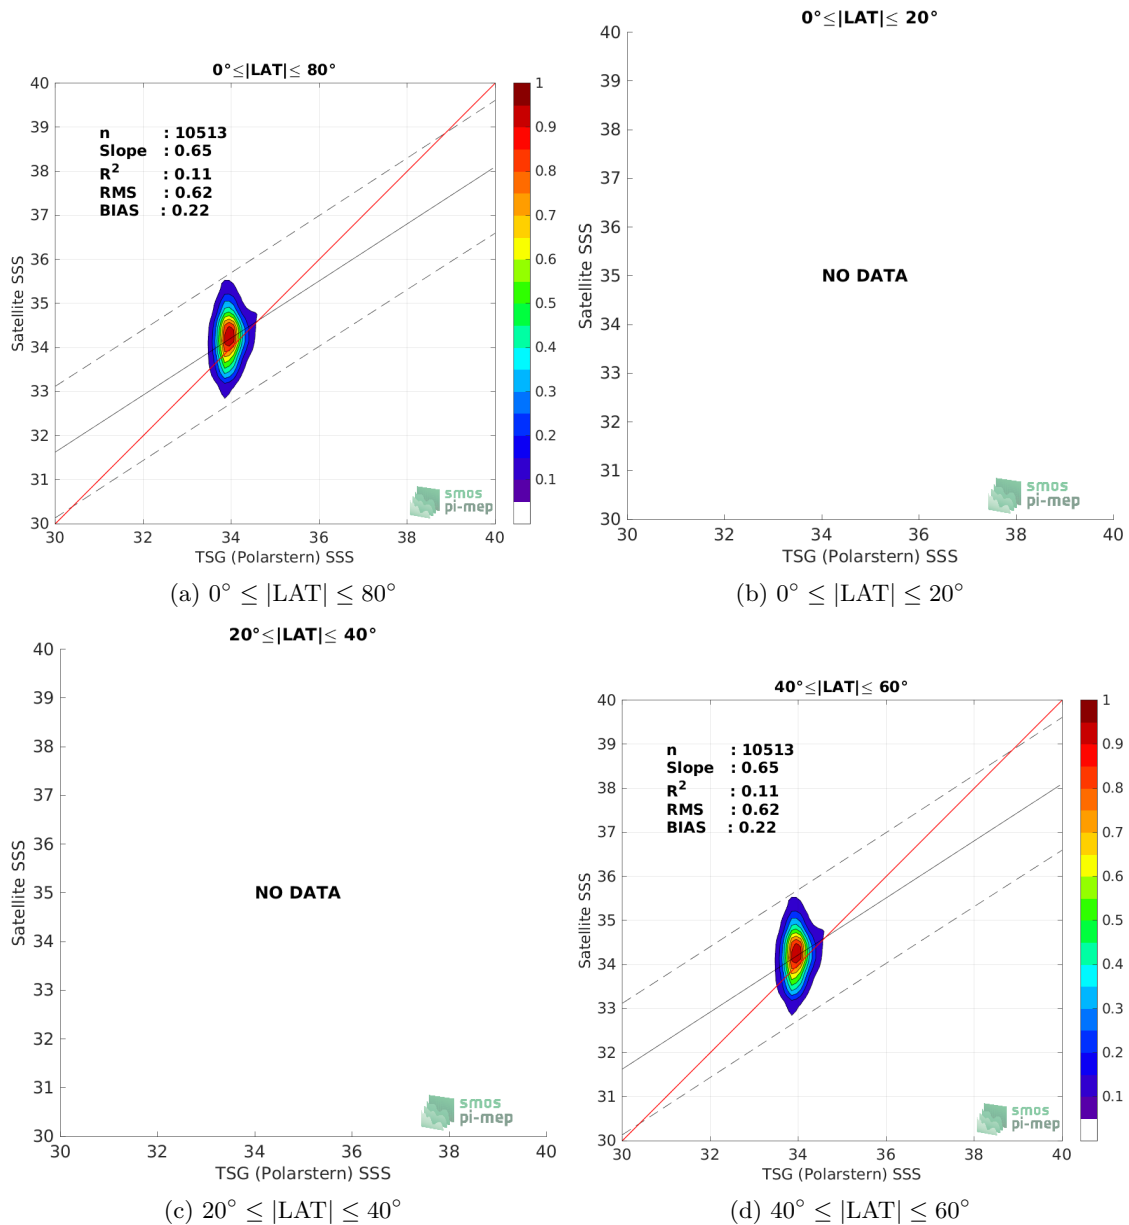 0°≤|LAT|≤ 80°
40
39
38
37
36
35
34
33
32
31
30
Satellite SSS
n : 10513
Slope : 0.65
R² : 0.11
RMS : 0.62
BIAS : 0.22
smos
pi-mep
30 32 34 36 38 40
TSG (Polarstern) SSS
1
0.9
0.8
0.7
0.6
0.5
0.4
0.3
0.2
0.1
(a) 0° ≤ |LAT| ≤ 80°
0°≤|LAT|≤ 20°
40
39
38
37
36
35
34
33
32
31
30
Satellite SSS
NO DATA
smos
pi-mep
30 32 34 36 38 40
TSG (Polarstern) SSS
(b) 0° ≤ |LAT| ≤ 20°
20°≤|LAT|≤ 40°
40
39
38
37
36
35
34
33
32
31
30
Satellite SSS
NO DATA
smos
pi-mep
30 32 34 36 38 40
TSG (Polarstern) SSS
(c) 20° ≤ |LAT| ≤ 40°
40°≤|LAT|≤ 60°
40
39
38
37
36
35
34
33
32
31
30
Satellite SSS
n : 10513
Slope : 0.65
R² : 0.11
RMS : 0.62
BIAS : 0.22
smos
pi-mep
30 32 34 36 38 40
TSG (Polarstern) SSS
1
0.9
0.8
0.7
0.6
0.5
0.4
0.3
0.2
0.1
(d) 40° ≤ |LAT| ≤ 60°